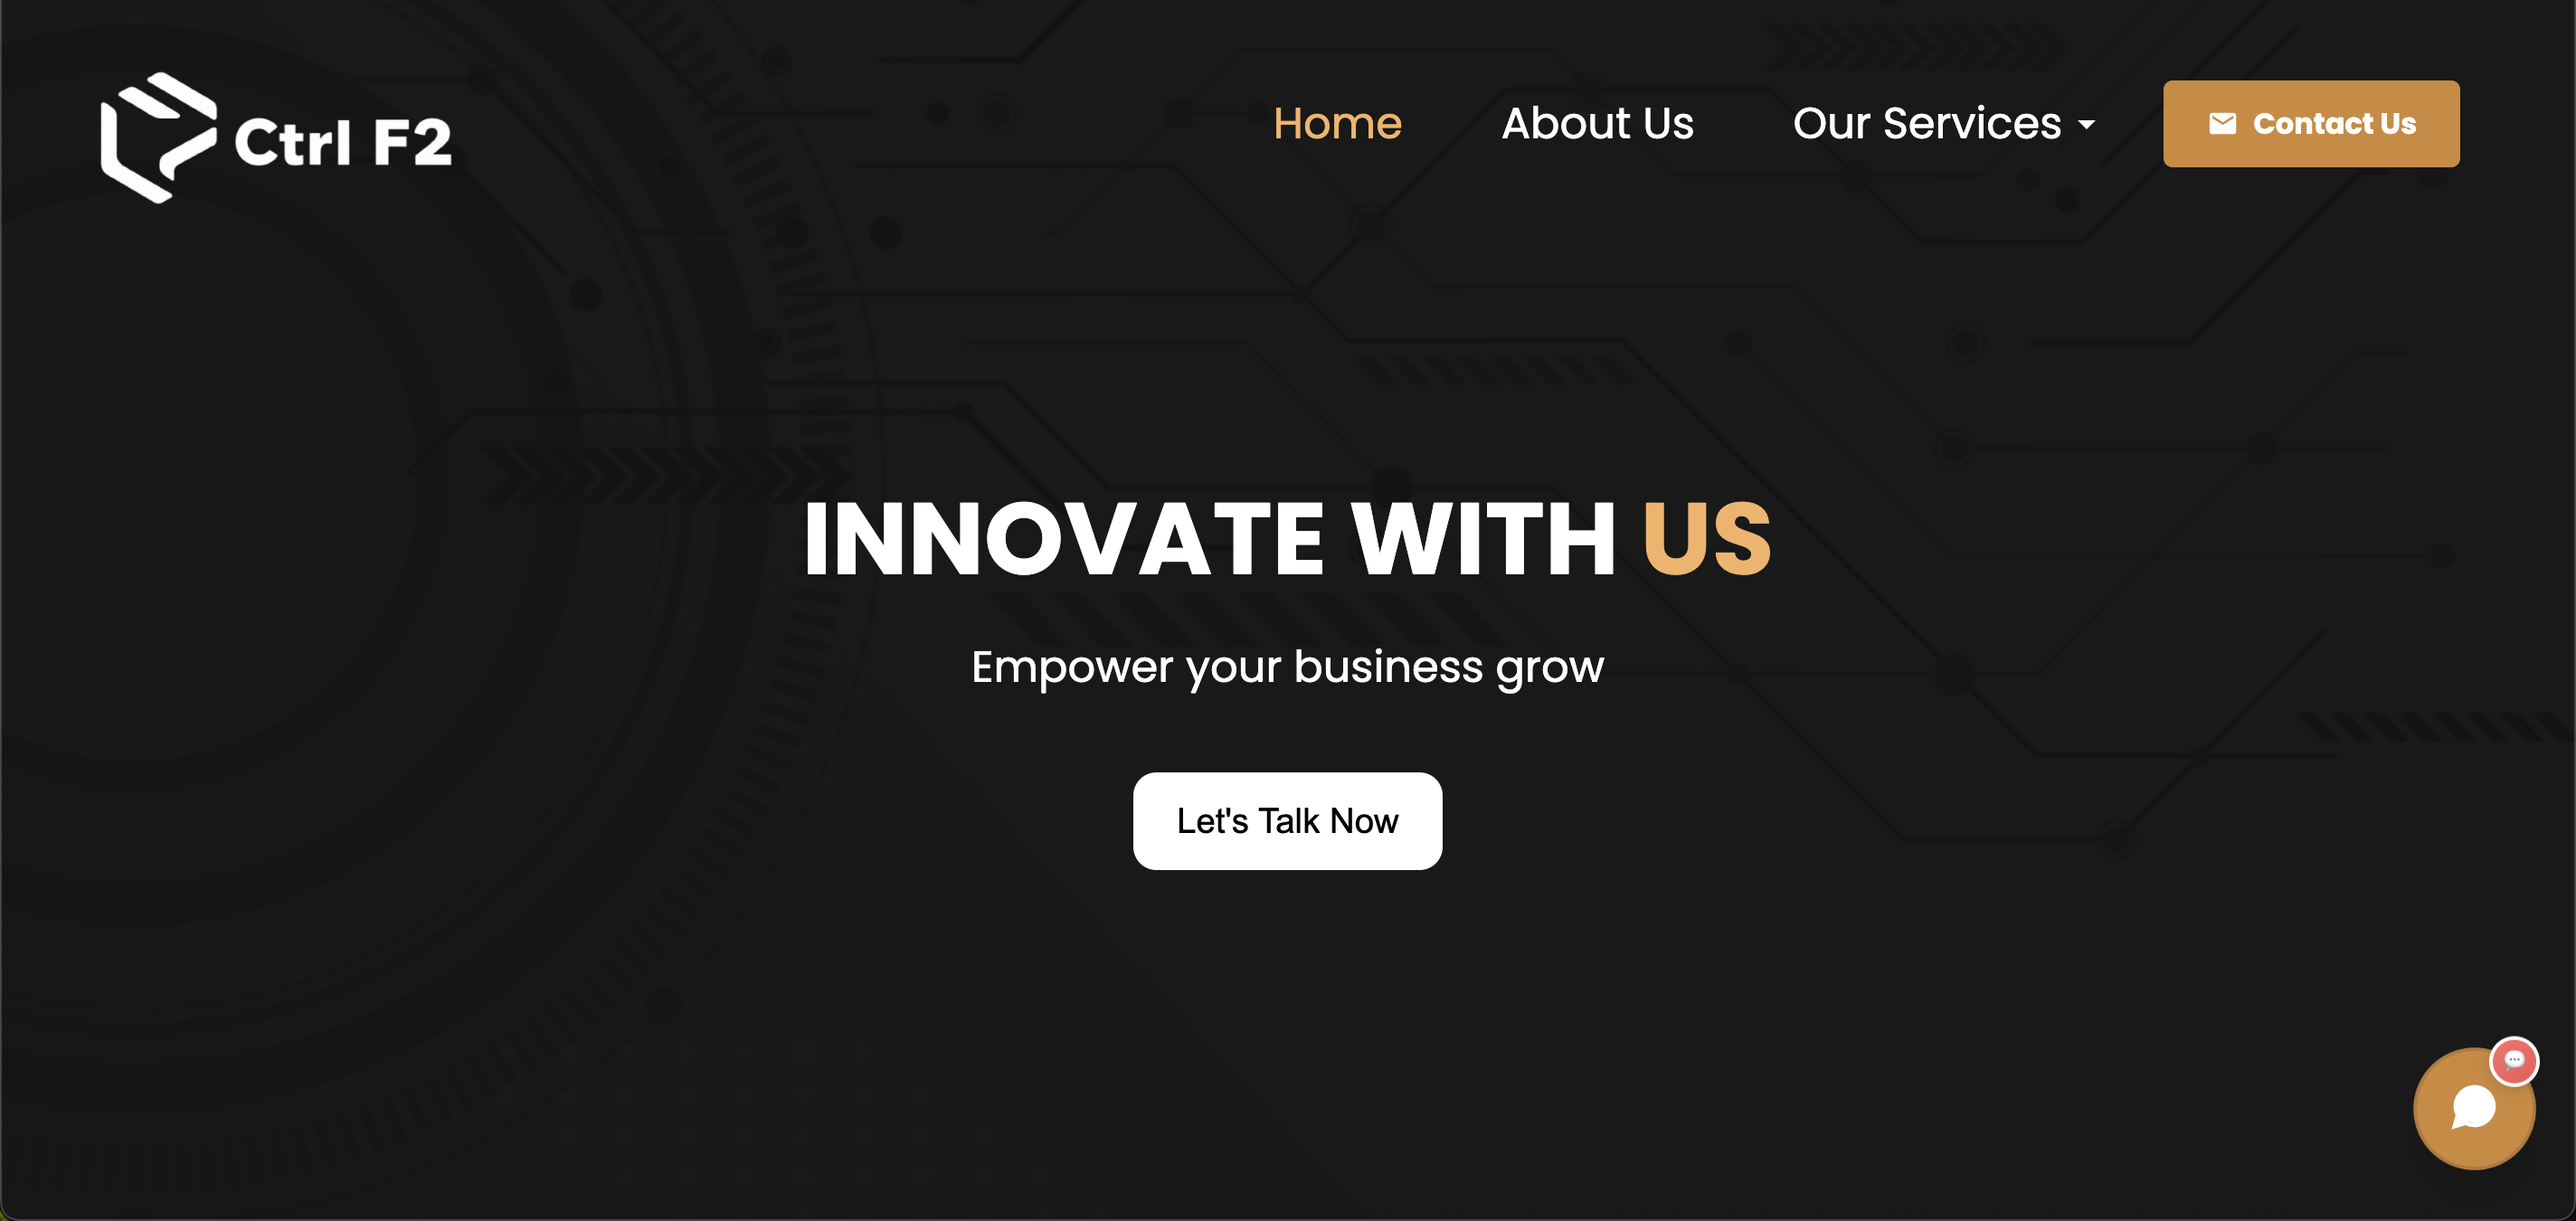 Ctrl F2
Home
About Us
Our Services
Contact Us
INNOVATE WITH US
Empower your business grow
Let's Talk Now